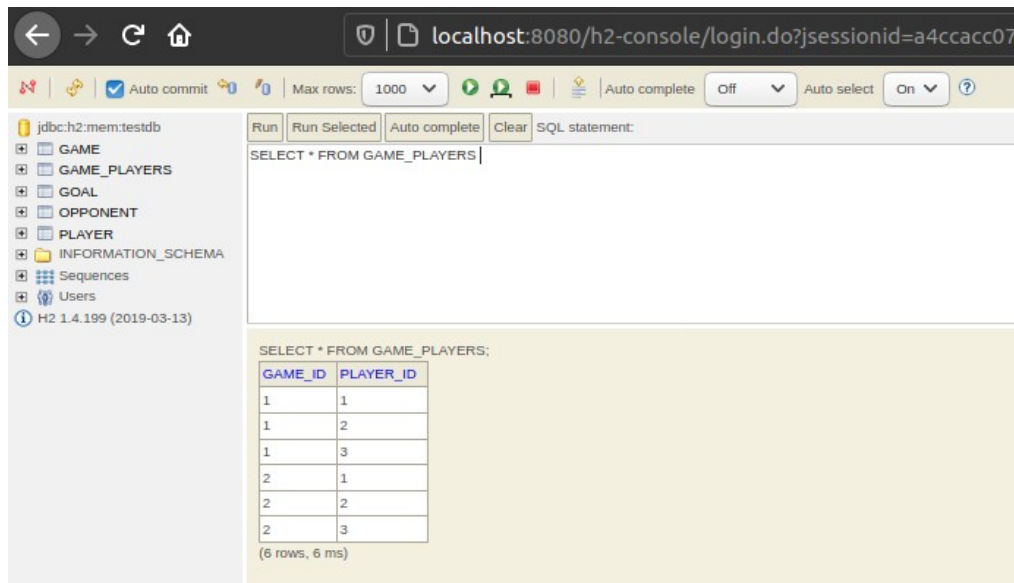 localhost:8080/h2-console/login.do?jsessionid=a4ccacc07
Auto commit Max rows: 1000 Auto complete Off Auto select On ?
jdbc:h2:mem:testdb
GAME
GAME_PLAYERS
GOAL
OPPONENT
PLAYER
INFORMATION_SCHEMA
Sequences
Users
H2 1.4.199 (2019-03-13)
Run Run Selected Auto complete Clear SQL statement:
SELECT * FROM GAME_PLAYERS
SELECT * FROM GAME_PLAYERS;
GAME_ID PLAYER_ID
1 1
1 2
1 3
2 1
2 2
2 3
(6 rows, 6 ms)